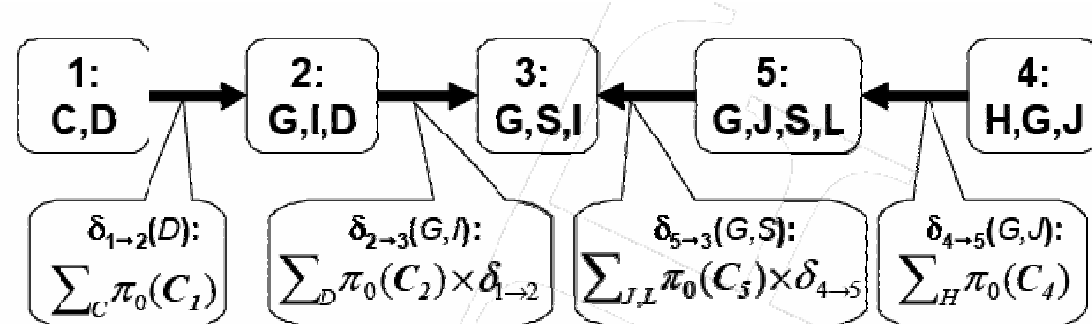 1:
C,D
2:
G,I,D
3:
G,S,I
5:
G,J,S,L
4:
H,G,J
δ1→2(D):
∑C π0(C1)
δ2→3(G,I):
∑D π0(C2)×δ1→2
δ5→3(G,S):
∑J,L π0(C5)×δ4→5
δ4→5(G,J):
∑H π0(C4)